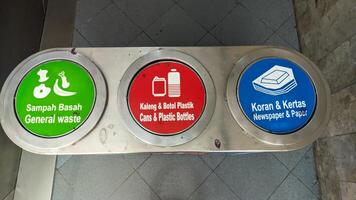 Sampah Basah
General waste
Kaleng & Botol Plastik
Cans & Plastic Bottles
Koran & Kertas
Newspaper & Paper